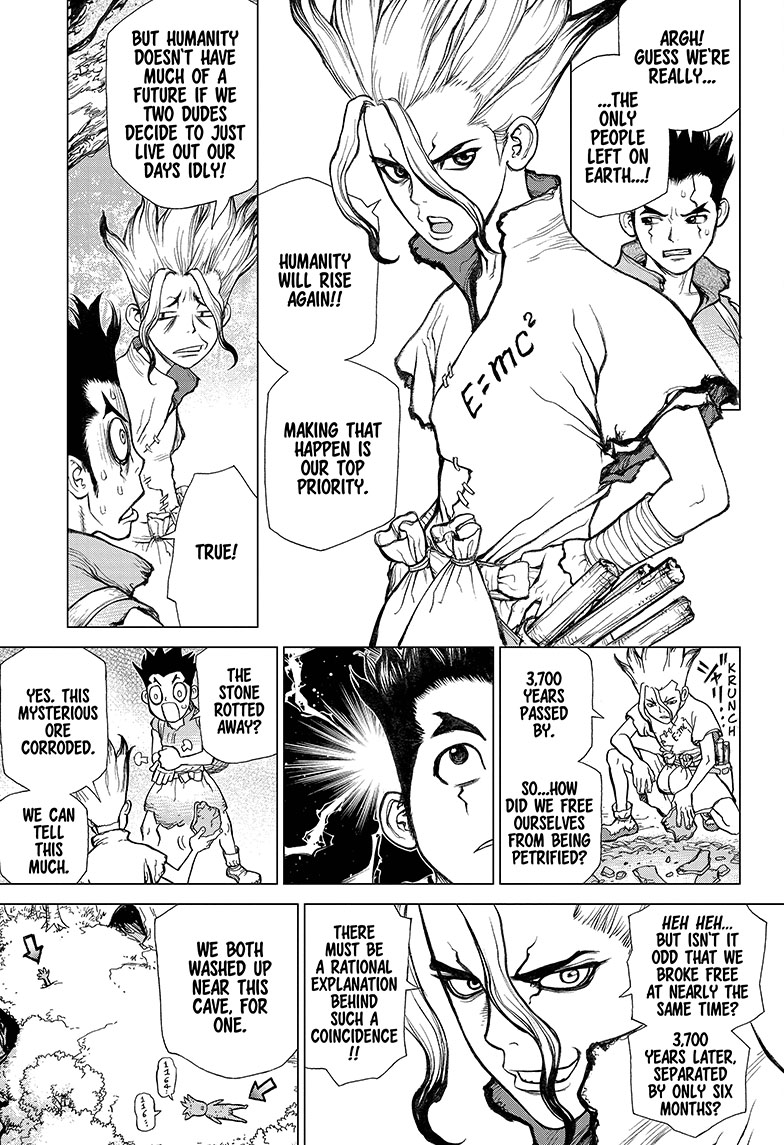 ARGH!
GUESS WE'RE
REALLY...
...THE
ONLY
PEOPLE
LEFT ON
EARTH...!
HUMANITY
WILL RISE
AGAIN!!
E=mc²
MAKING THAT
HAPPEN IS
OUR TOP
PRIORITY.
BUT HUMANITY
DOESN'T HAVE
MUCH OF A
FUTURE IF WE
TWO DUDES
DECIDE TO JUST
LIVE OUT OUR
DAYS IDLY!
TRUE!
KRUNCH
3,700
YEARS
PASSED
BY.
SO...HOW
DID WE FREE
OURSELVES
FROM BEING
PETRIFIED?
THE
STONE
ROTTED
AWAY?
YES. THIS
MYSTERIOUS
ORE
CORRODED.
WE CAN
TELL
THIS
MUCH.
HEH HEH...
BUT ISN'T IT
ODD THAT WE
BROKE FREE
AT NEARLY THE
SAME TIME?
3,700
YEARS LATER,
SEPARATED
BY ONLY SIX
MONTHS?
THERE
MUST BE
A RATIONAL
EXPLANATION
BEHIND
SUCH A
COINCIDENCE
!!
WE BOTH
WASHED UP
NEAR THIS
CAVE, FOR
ONE.